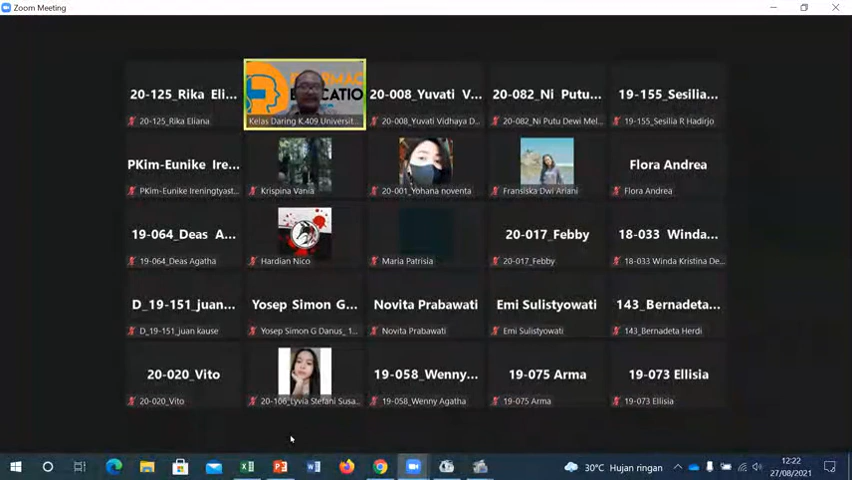 Zoom Meeting
20-125_Rika Eli...
20-125_Rika Eliana
Kelas Daring K.409 Universit...
20-008_Yuvati V...
20-008_Yuvati Vidhaya D...
20-082_Ni Putu...
20-082_Ni Putu Dewi Mel...
19-155_Sesilia...
19-155_Sesilia R Hadirjo
PKim-Eunike Ire...
PKim-Eunike Ireningtyast...
Krispina Vania
20-001_Yohana noventa
Fransiska Dwi Ariani
Flora Andrea
Flora Andrea
19-064_Deas A...
19-064_Deas Agatha
Hardian Nico
Maria Patrisia
20-017_Febby
20-017_Febby
18-033 Winda...
18-033 Winda Kristina De...
D_19-151_juan...
D_19-151_juan kause
Yosep Simon G...
Yosep Simon G Danus_ 1...
Novita Prabawati
Novita Prabawati
Emi Sulistyowati
Emi Sulistyowati
143_Bernadeta...
143_Bernadeta Herdi
20-020_Vito
20-020_Vito
20-106_Lyvia Stefani Susa...
19-058_Wenny...
19-058_Wenny Agatha
19-075 Arma
19-075 Arma
19-073 Ellisia
19-073 Ellisia
30°C Hujan ringan
12:22
27/08/2021